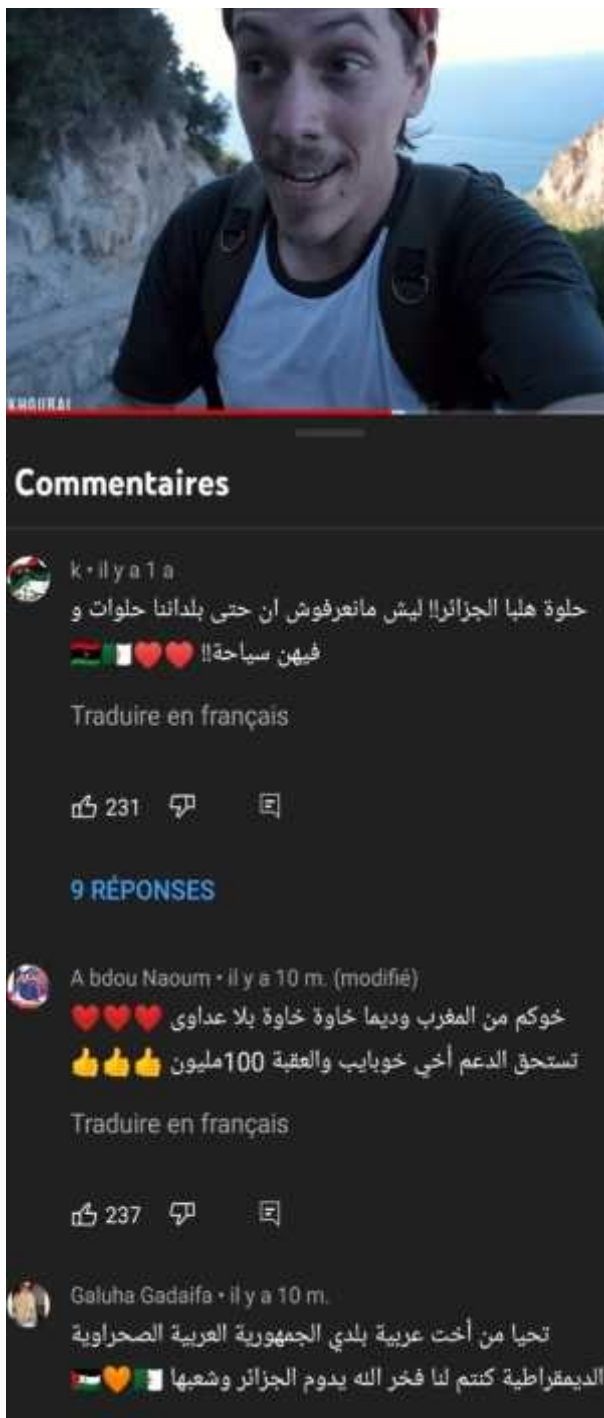 KHOUBAI
Commentaires
k • il y a 1 a
حلوة هلبا الجزائر!! ليش مانعرفوش ان حتى بلداننا حلوات و
فيهن سياحة!! ♥️♥️🇩🇿🇱🇾
Traduire en français
231
9 RÉPONSES
A bdou Naoum • il y a 10 m. (modifié)
خوكم من المغرب وديما خاوة خاوة بلا عداوى ♥️♥️♥️
تستحق الدعم أخي خوبايب والعقبة 100مليون 👍👍👍
Traduire en français
237
Galuha Gadaifa • il y a 10 m.
تحيا من أخت عربية بلدي الجمهورية العربية الصحراوية
الديمقراطية كنتم لنا فخر الله يدوم الجزائر وشعبها 🇩🇿🧡🇪🇭